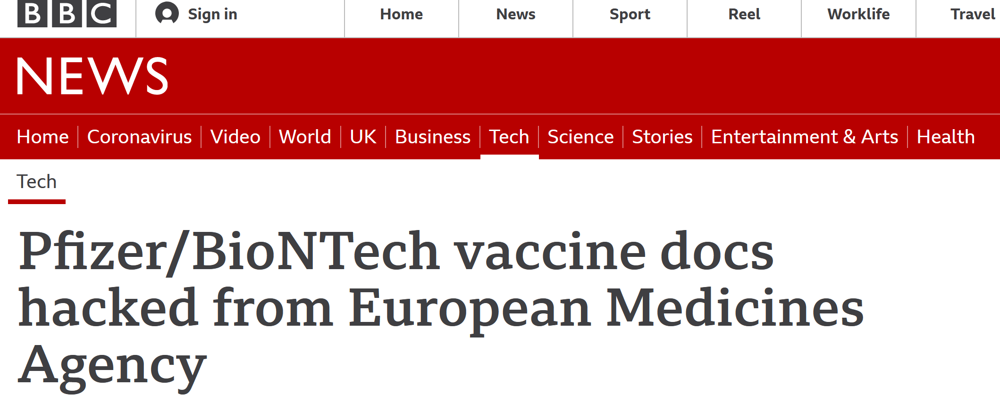 BBC Sign in Home News Sport Reel Worklife Travel
NEWS
Home Coronavirus Video World UK Business Tech Science Stories Entertainment & Arts Health
Tech
Pfizer/BioNTech vaccine docs
hacked from European Medicines
Agency